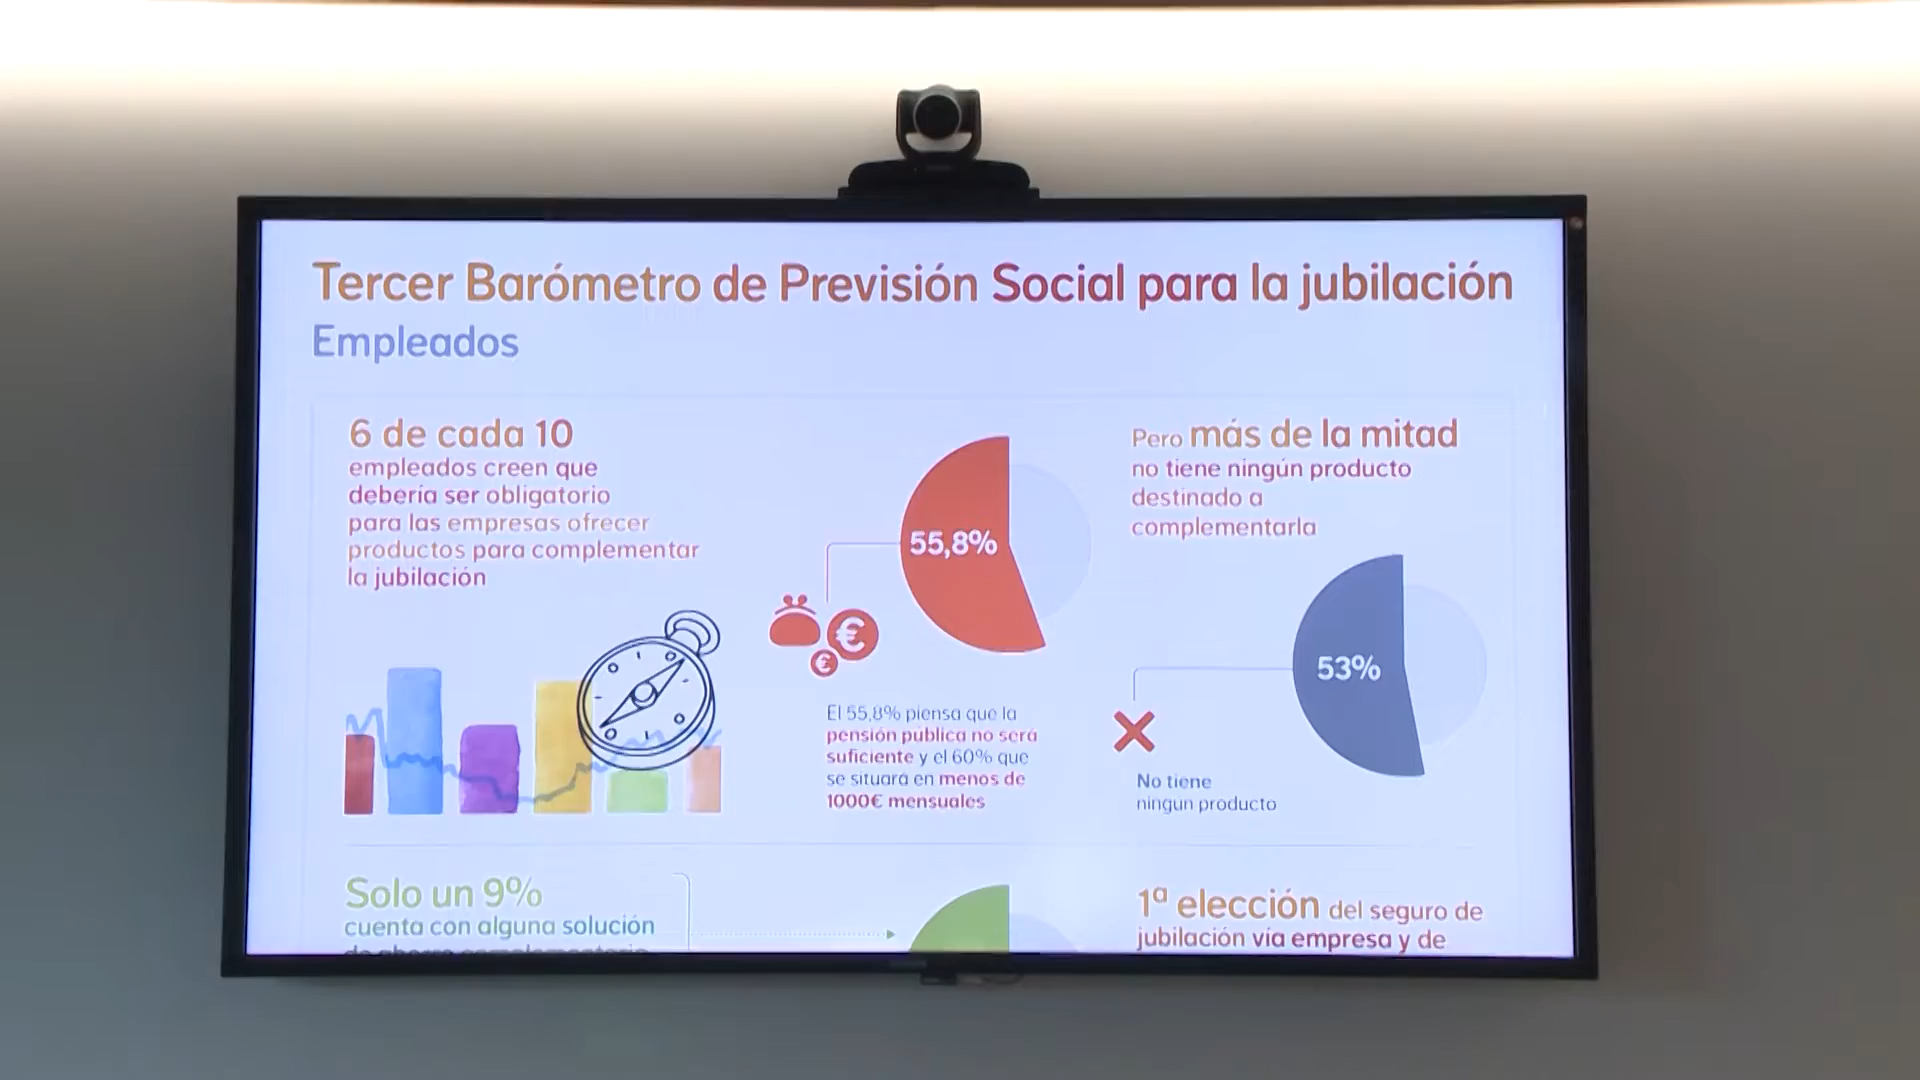 Tercer Barómetro de Previsión Social para la jubilación
Empleados
6 de cada 10
empleados creen que
debería ser obligatorio
para las empresas ofrecer
productos para complementar
la jubilación
55,8%
€
€
El 55,8% piensa que la
pensión pública no será
suficiente y el 60% que
se situará en menos de
1000€ mensuales
Pero más de la mitad
no tiene ningún producto
destinado a
complementarla
53%
No tiene
ningun producto
Solo un 9%
cuenta con alguna solución
de ahorro complementario
1ª elección del seguro de
jubilación vía empresa y de